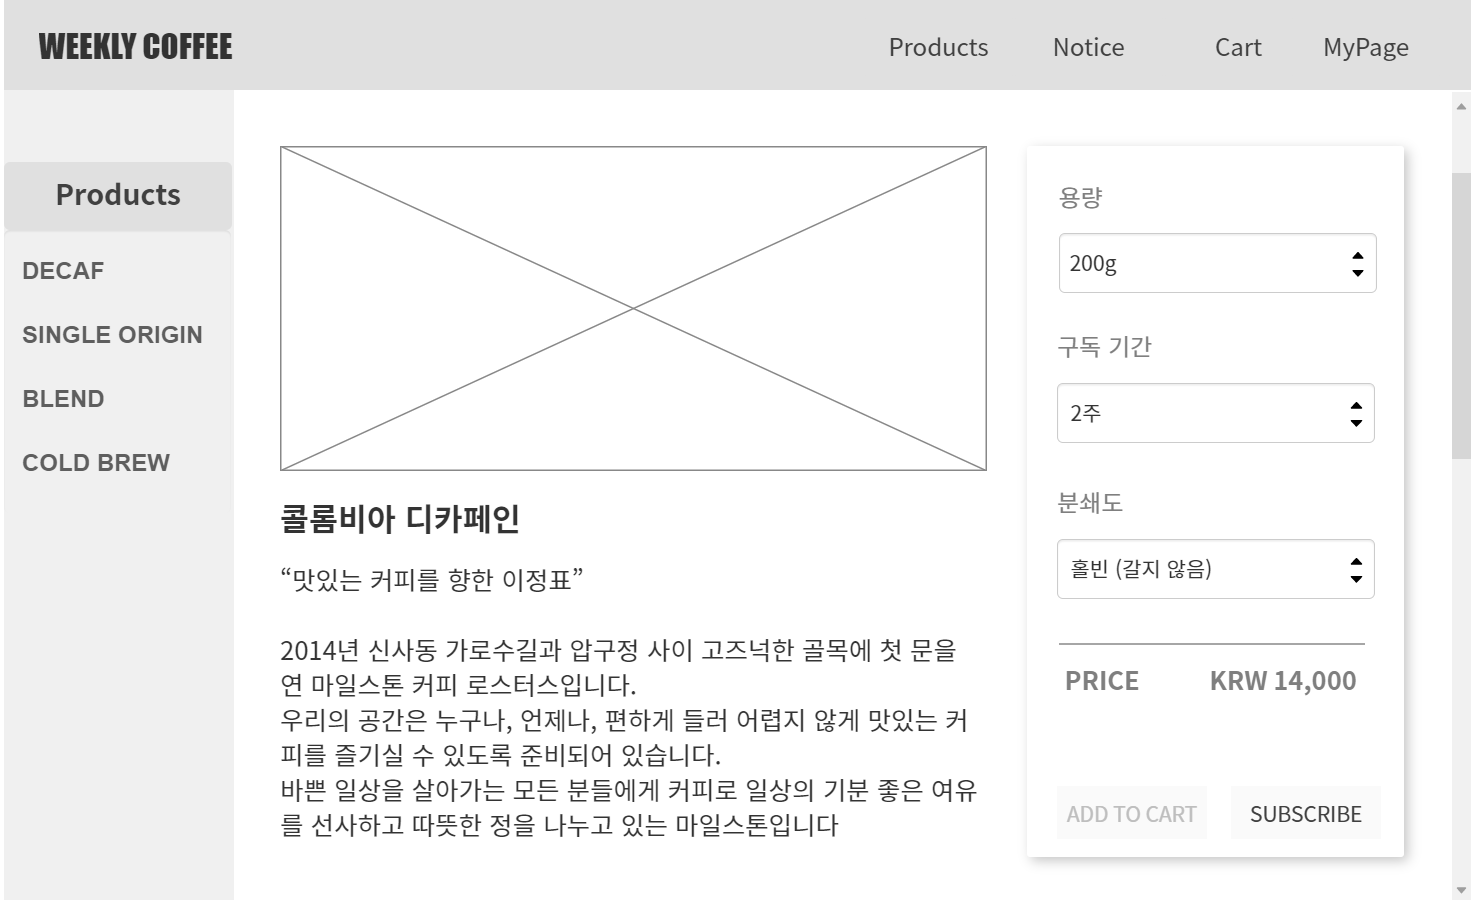 WEEKLY COFFEE
Products
Notice
Cart
MyPage
Products
DECAF
SINGLE ORIGIN
BLEND
COLD BREW
콜롬비아 디카페인
“맛있는 커피를 향한 이정표”
2014년 신사동 가로수길과 압구정 사이 고즈넉한 골목에 첫 문을
연 마일스톤 커피 로스터스입니다.
우리의 공간은 누구나, 언제나, 편하게 들러 어렵지 않게 맛있는 커
피를 즐기실 수 있도록 준비되어 있습니다.
바쁜 일상을 살아가는 모든 분들에게 커피로 일상의 기분 좋은 여유
를 선사하고 따뜻한 정을 나누고 있는 마일스톤입니다
용량
200g
구독 기간
2주
분쇄도
홀빈 (갈지 않음)
PRICE KRW 14,000
ADD TO CART
SUBSCRIBE